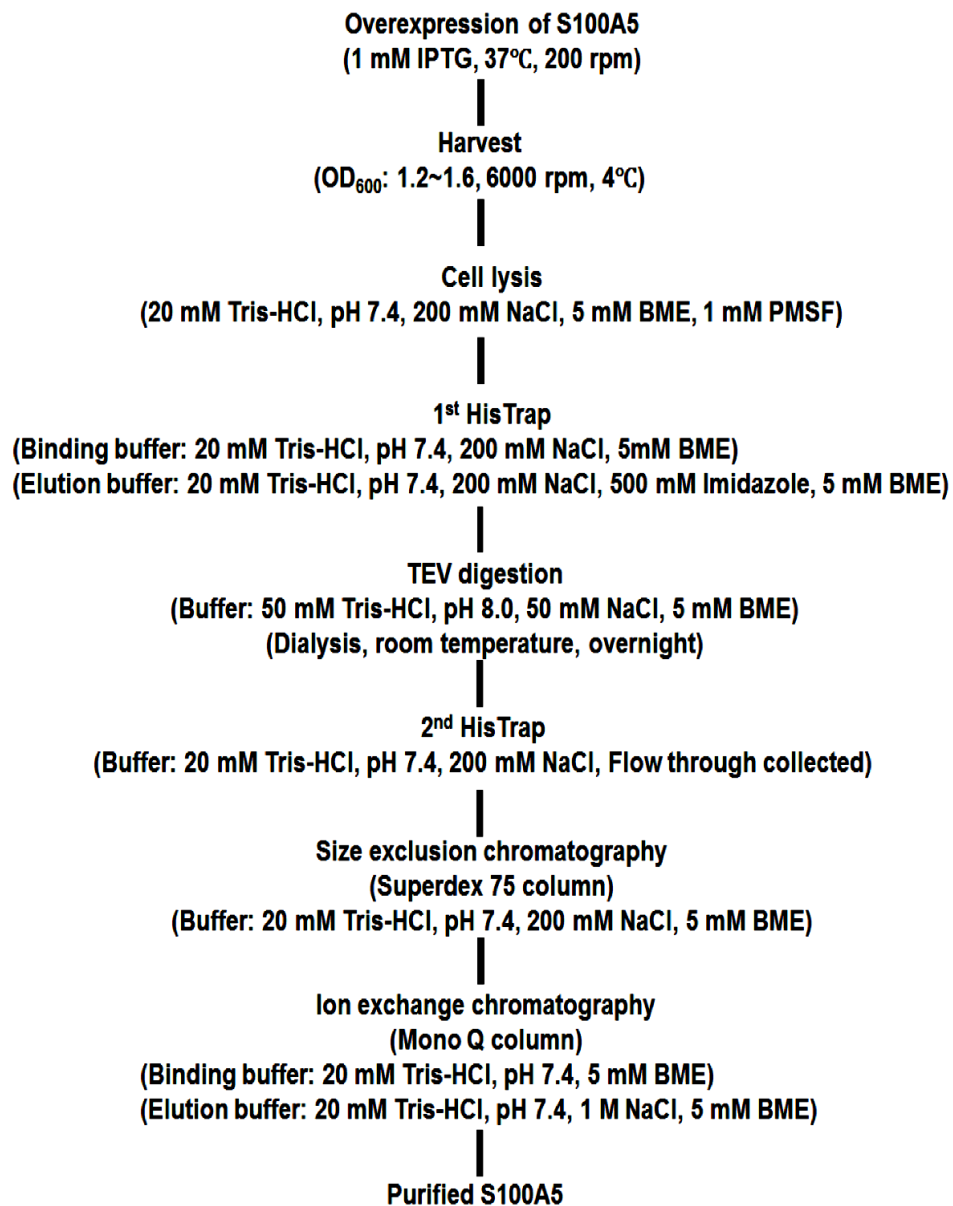 Overexpression of S100A5
(1 mM IPTG, 37℃, 200 rpm)
Harvest
(OD600: 1.2~1.6, 6000 rpm, 4℃)
Cell lysis
(20 mM Tris-HCl, pH 7.4, 200 mM NaCl, 5 mM BME, 1 mM PMSF)
1st HisTrap
(Binding buffer: 20 mM Tris-HCl, pH 7.4, 200 mM NaCl, 5mM BME)
(Elution buffer: 20 mM Tris-HCl, pH 7.4, 200 mM NaCl, 500 mM Imidazole, 5 mM BME)
TEV digestion
(Buffer: 50 mM Tris-HCl, pH 8.0, 50 mM NaCl, 5 mM BME)
(Dialysis, room temperature, overnight)
2nd HisTrap
(Buffer: 20 mM Tris-HCl, pH 7.4, 200 mM NaCl, Flow through collected)
Size exclusion chromatography
(Superdex 75 column)
(Buffer: 20 mM Tris-HCl, pH 7.4, 200 mM NaCl, 5 mM BME)
Ion exchange chromatography
(Mono Q column)
(Binding buffer: 20 mM Tris-HCl, pH 7.4, 5 mM BME)
(Elution buffer: 20 mM Tris-HCl, pH 7.4, 1 M NaCl, 5 mM BME)
Purified S100A5